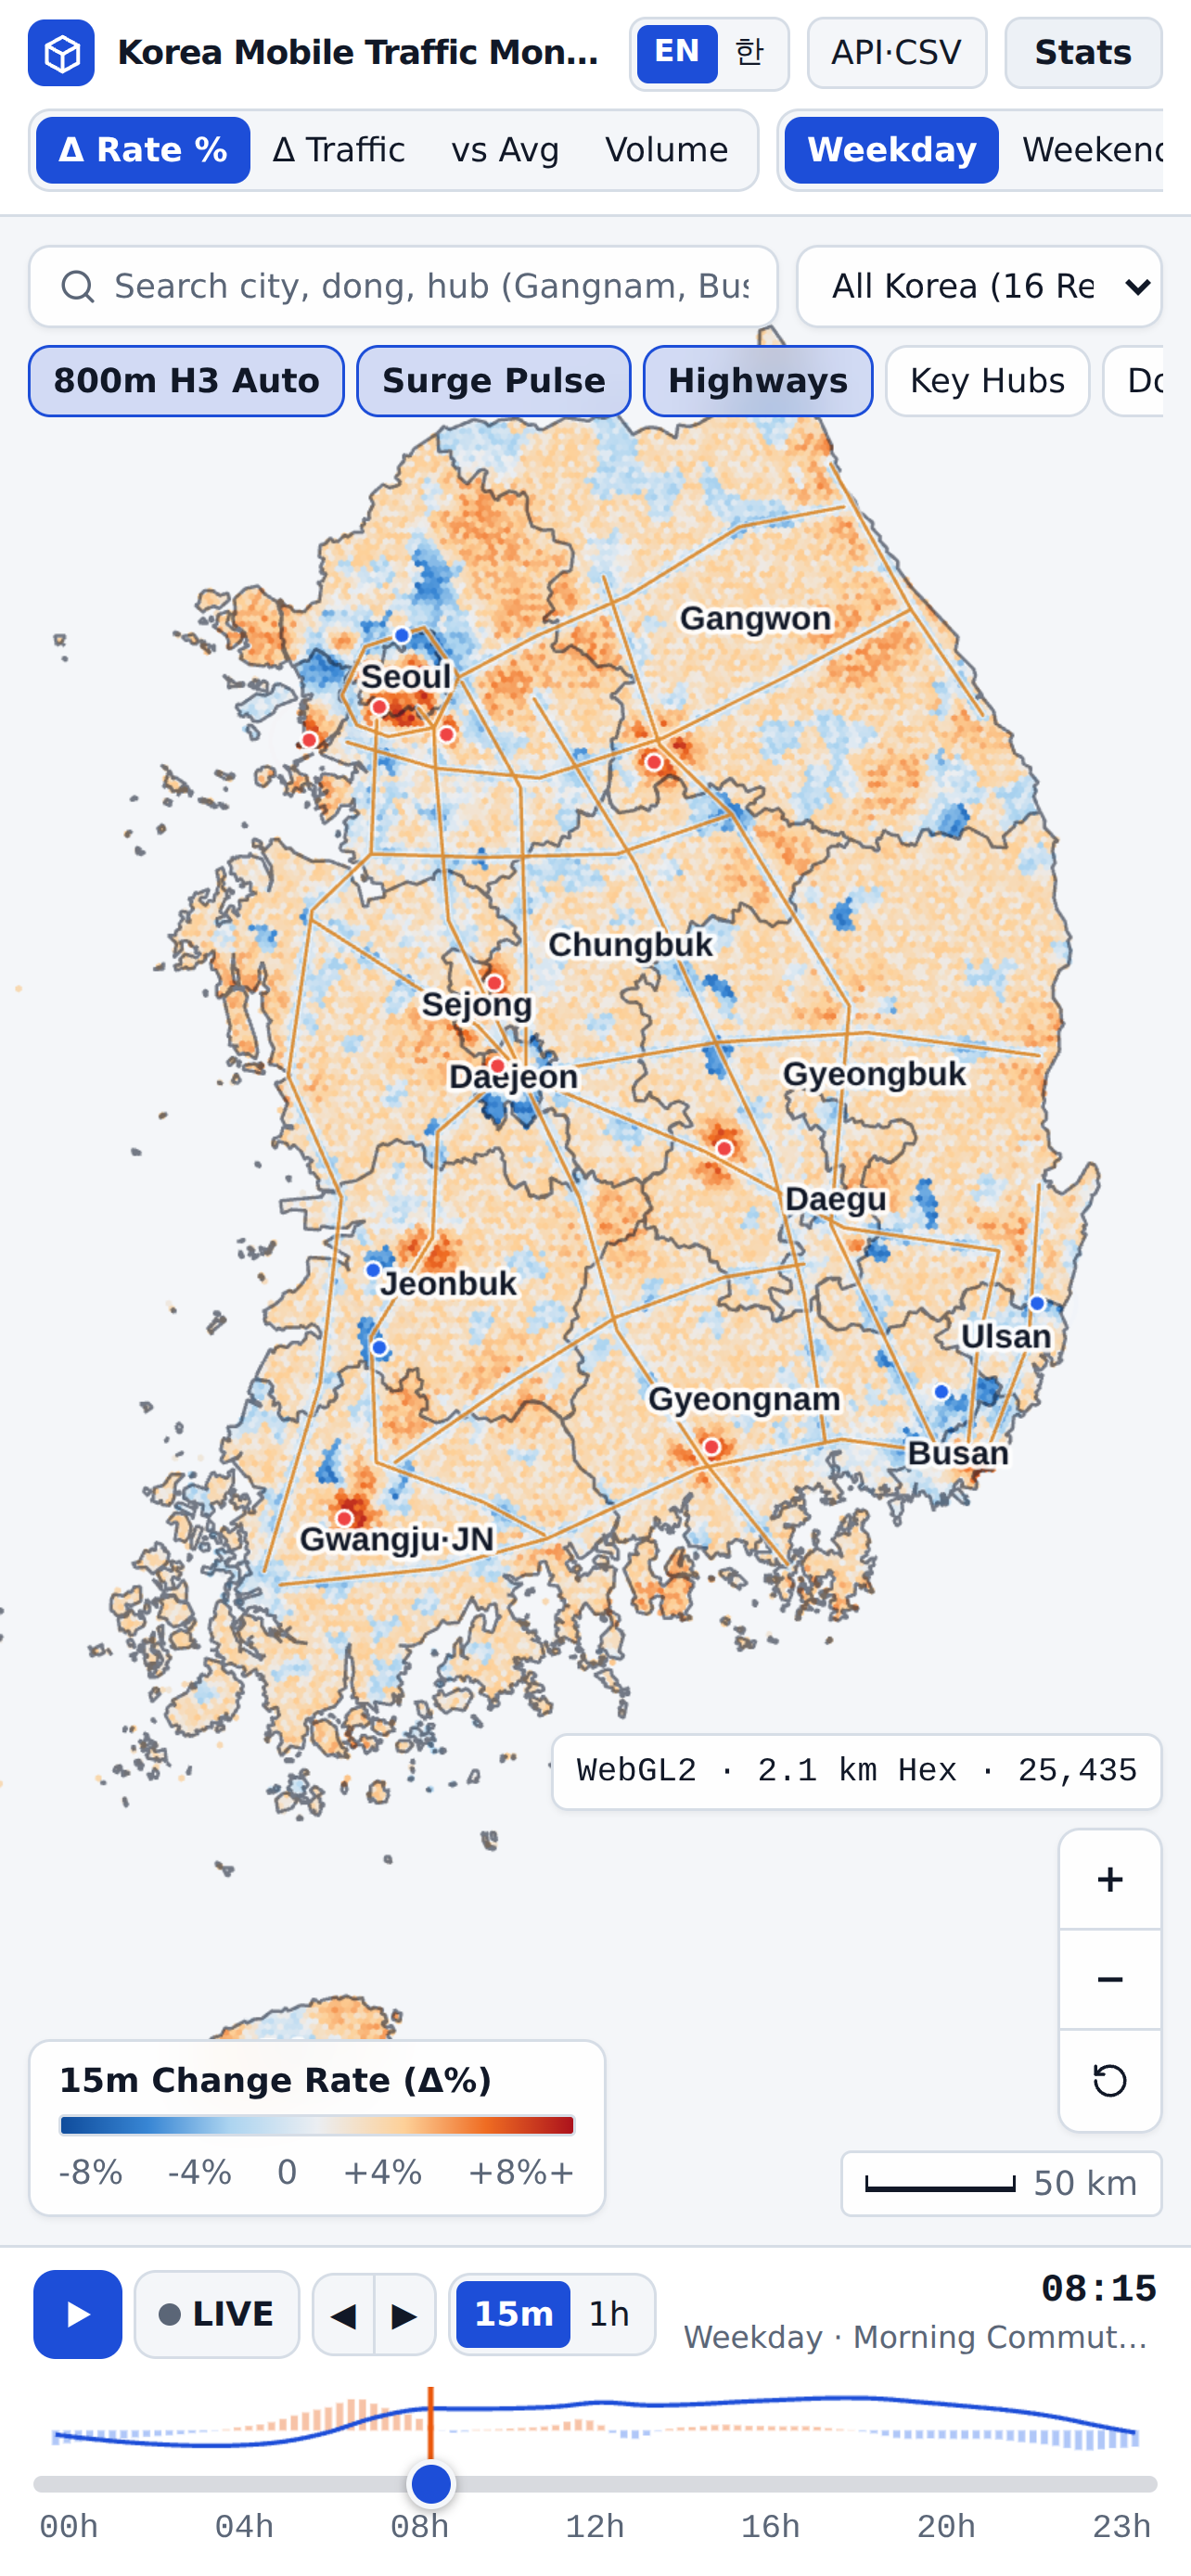 Korea Mobile Traffic Mon...
EN 한 API·CSV Stats
Δ Rate % Δ Traffic vs Avg Volume Weekday Weekend
Search city, dong, hub (Gangnam, Bus
All Korea (16 Re
800m H3 Auto Surge Pulse Highways Key Hubs Do
Gangwon
Seoul
Chungbuk
Sejong
Daejeon
Gyeongbuk
Daegu
Jeonbuk
Ulsan
Gyeongnam
Busan
Gwangju·JN
WebGL2 · 2.1 km Hex · 25,435
+
−
15m Change Rate (Δ%)
-8% -4% 0 +4% +8%+
50 km
LIVE ◀ ▶ 15m 1h
08:15
Weekday · Morning Commut...
00h 04h 08h 12h 16h 20h 23h